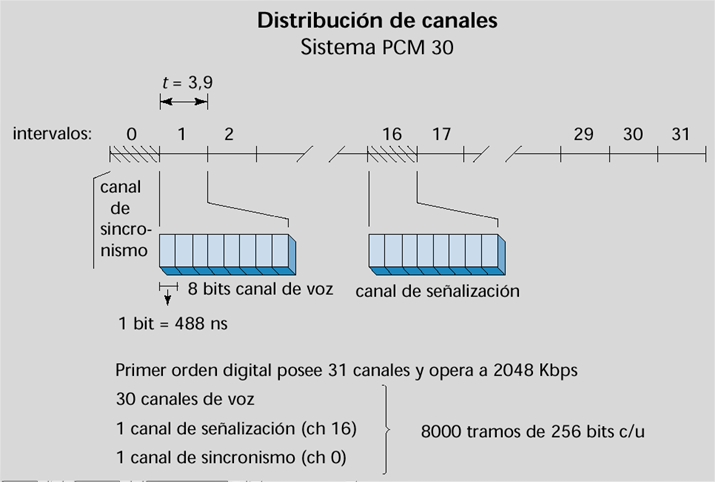 Distribución de canales
Sistema PCM 30
t = 3,9
intervalos: 0 1 2 16 17 29 30 31
canal
de
sincro-
nismo
8 bits canal de voz
canal de señalización
1 bit = 488 ns
Primer orden digital posee 31 canales y opera a 2048 Kbps
30 canales de voz
1 canal de señalización (ch 16)
1 canal de sincronismo (ch 0)
8000 tramos de 256 bits c/u